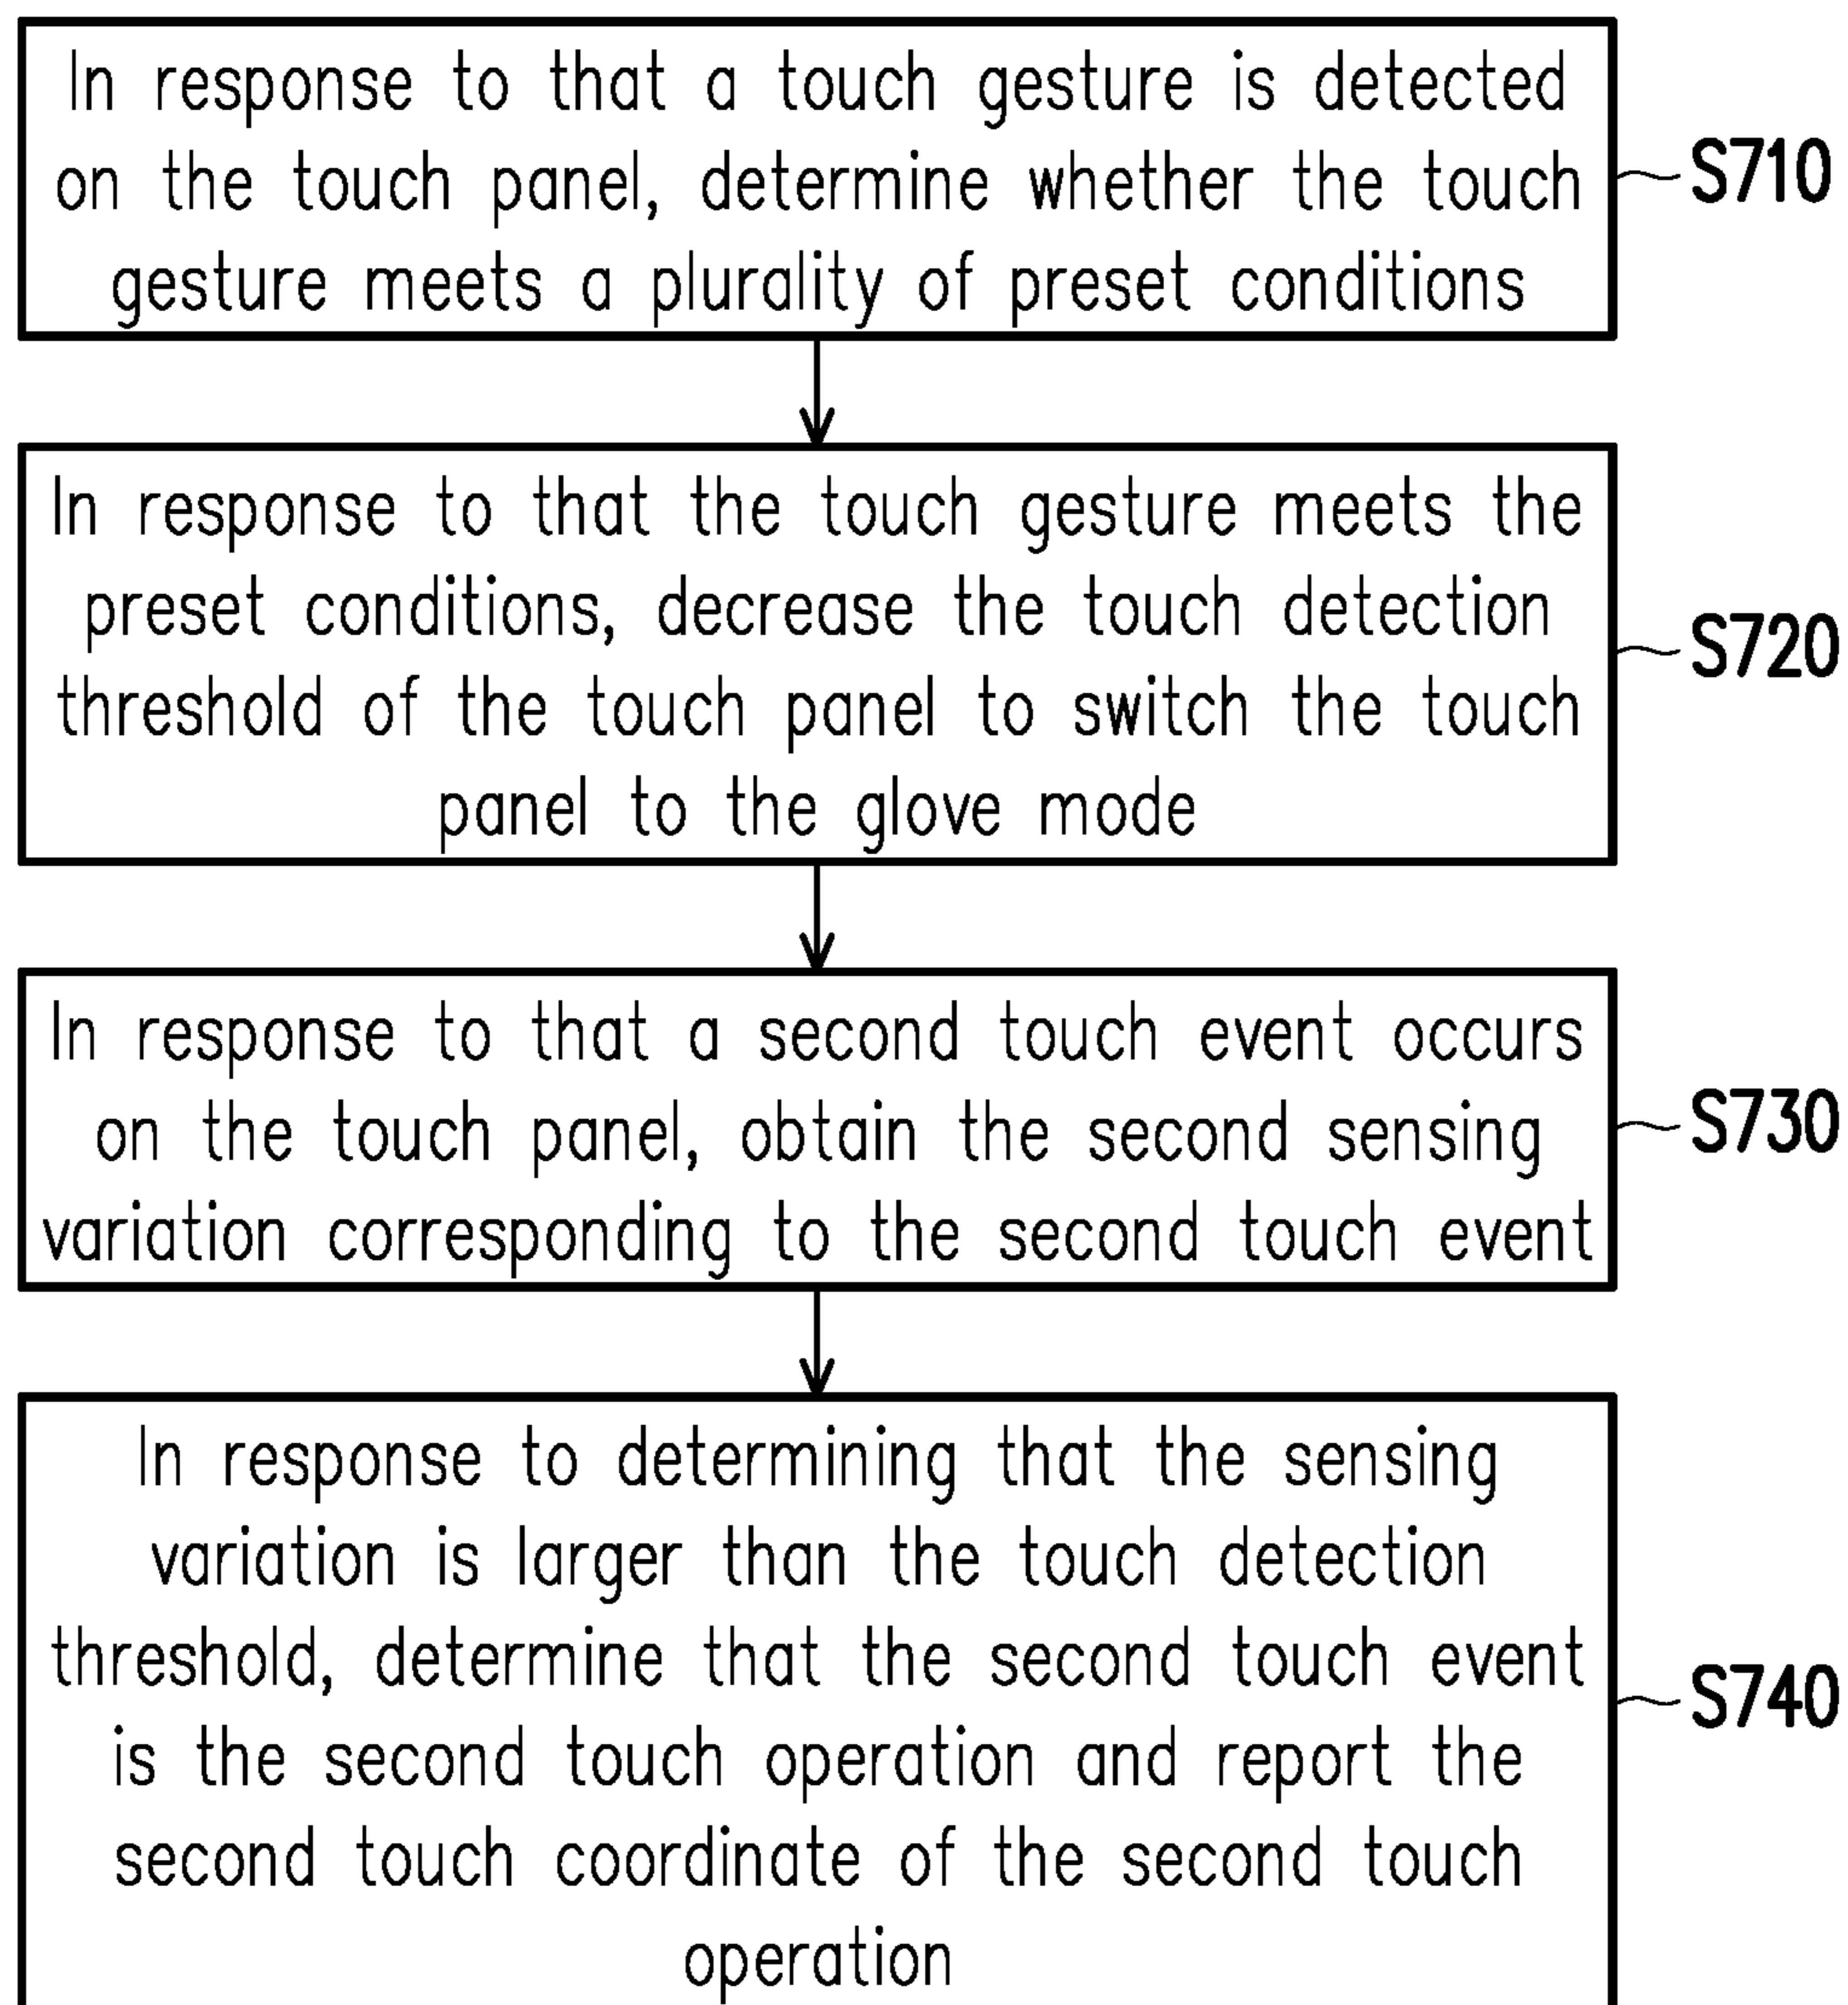 In response to that a touch gesture is detected
on the touch panel, determine whether the touch
gesture meets a plurality of preset conditions
S710
In response to that the touch gesture meets the
preset conditions, decrease the touch detection
threshold of the touch panel to switch the touch
panel to the glove mode
S720
In response to that a second touch event occurs
on the touch panel, obtain the second sensing
variation corresponding to the second touch event
S730
In response to determining that the sensing
variation is larger than the touch detection
threshold, determine that the second touch event
is the second touch operation and report the
second touch coordinate of the second touch
operation
S740